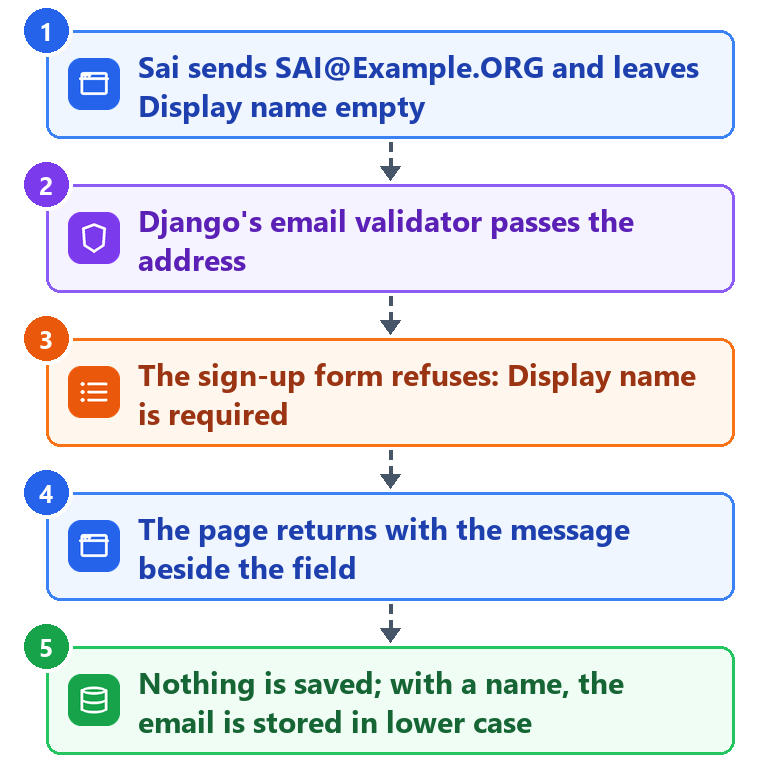 1
Sai sends SAI@Example.ORG and leaves
Display name empty
2
Django's email validator passes the
address
3
The sign-up form refuses: Display name
is required
4
The page returns with the message
beside the field
5
Nothing is saved; with a name, the
email is stored in lower case